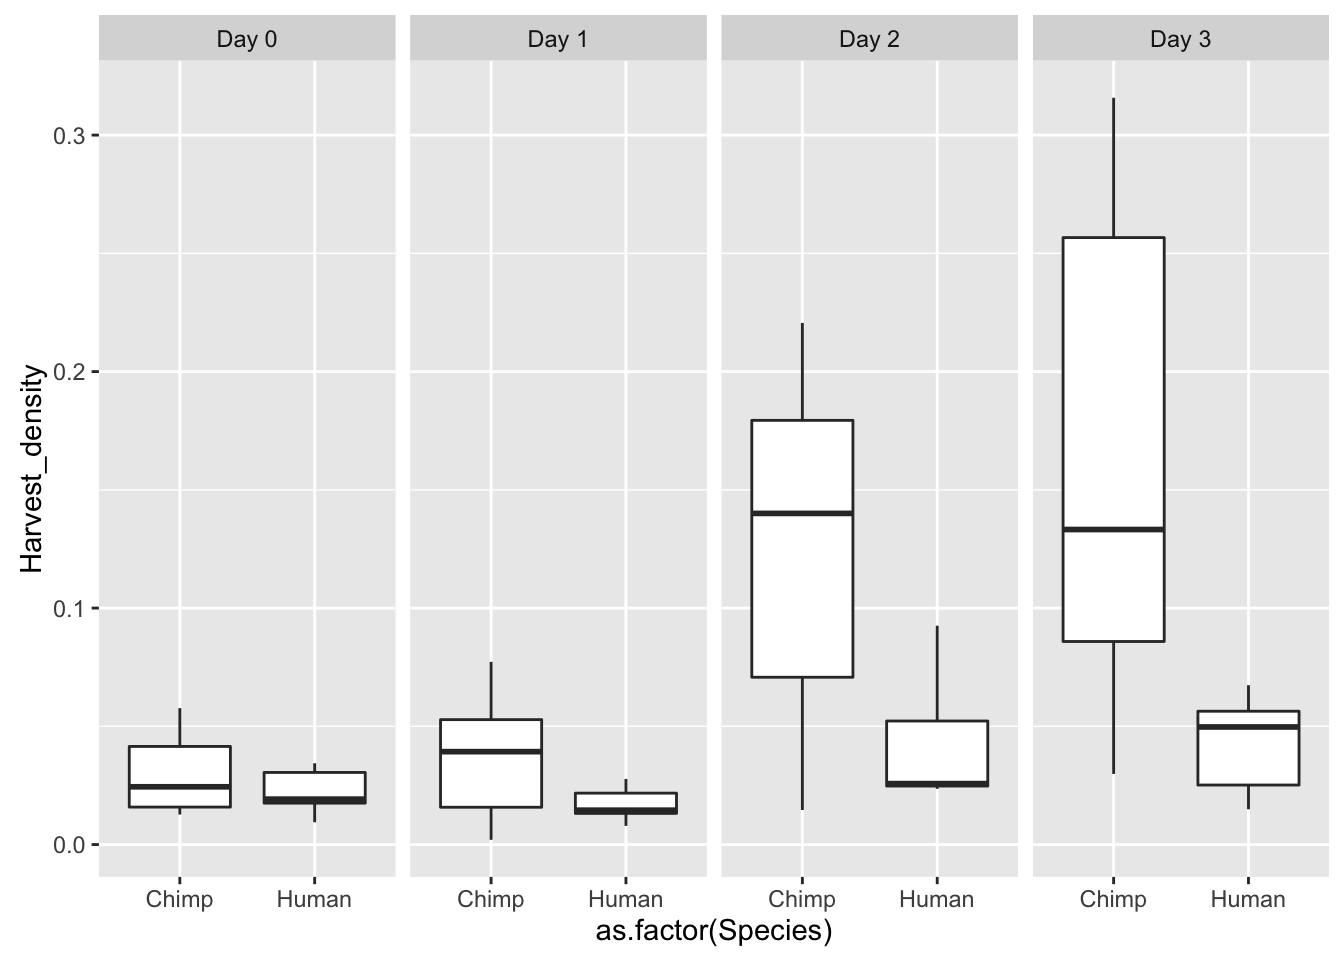 Day 0 Day 1 Day 2 Day 3
0.3
0.2
0.1
0.0
Harvest_density
Chimp Human Chimp Human Chimp Human Chimp Human
as.factor(Species)